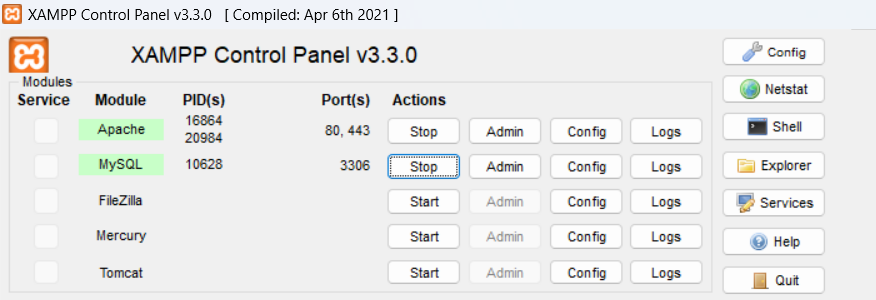 XAMPP Control Panel v3.3.0 [ Compiled: Apr 6th 2021 ]
XAMPP Control Panel v3.3.0
Modules
Service Module PID(s) Port(s) Actions
Apache 16864 20984 80, 443 Stop Admin Config Logs
MySQL 10628 3306 Stop Admin Config Logs
FileZilla Start Admin Config Logs
Mercury Start Admin Config Logs
Tomcat Start Admin Config Logs
Config
Netstat
Shell
Explorer
Services
Help
Quit